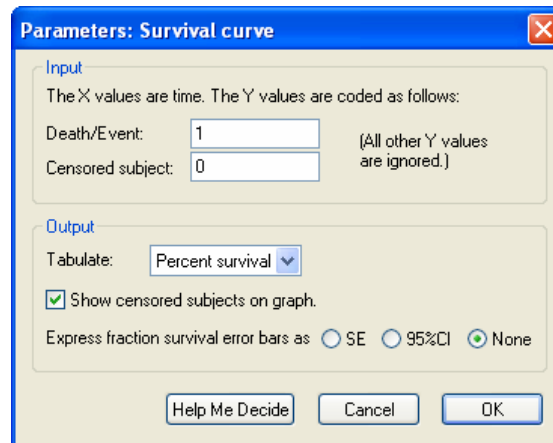 Parameters: Survival curve
Input
The X values are time. The Y values are coded as follows:
Death/Event: 1
(All other Y values
are ignored.)
Censored subject: 0
Output
Tabulate: Percent survival
Show censored subjects on graph.
Express fraction survival error bars as SE 95%CI None
Help Me Decide Cancel OK